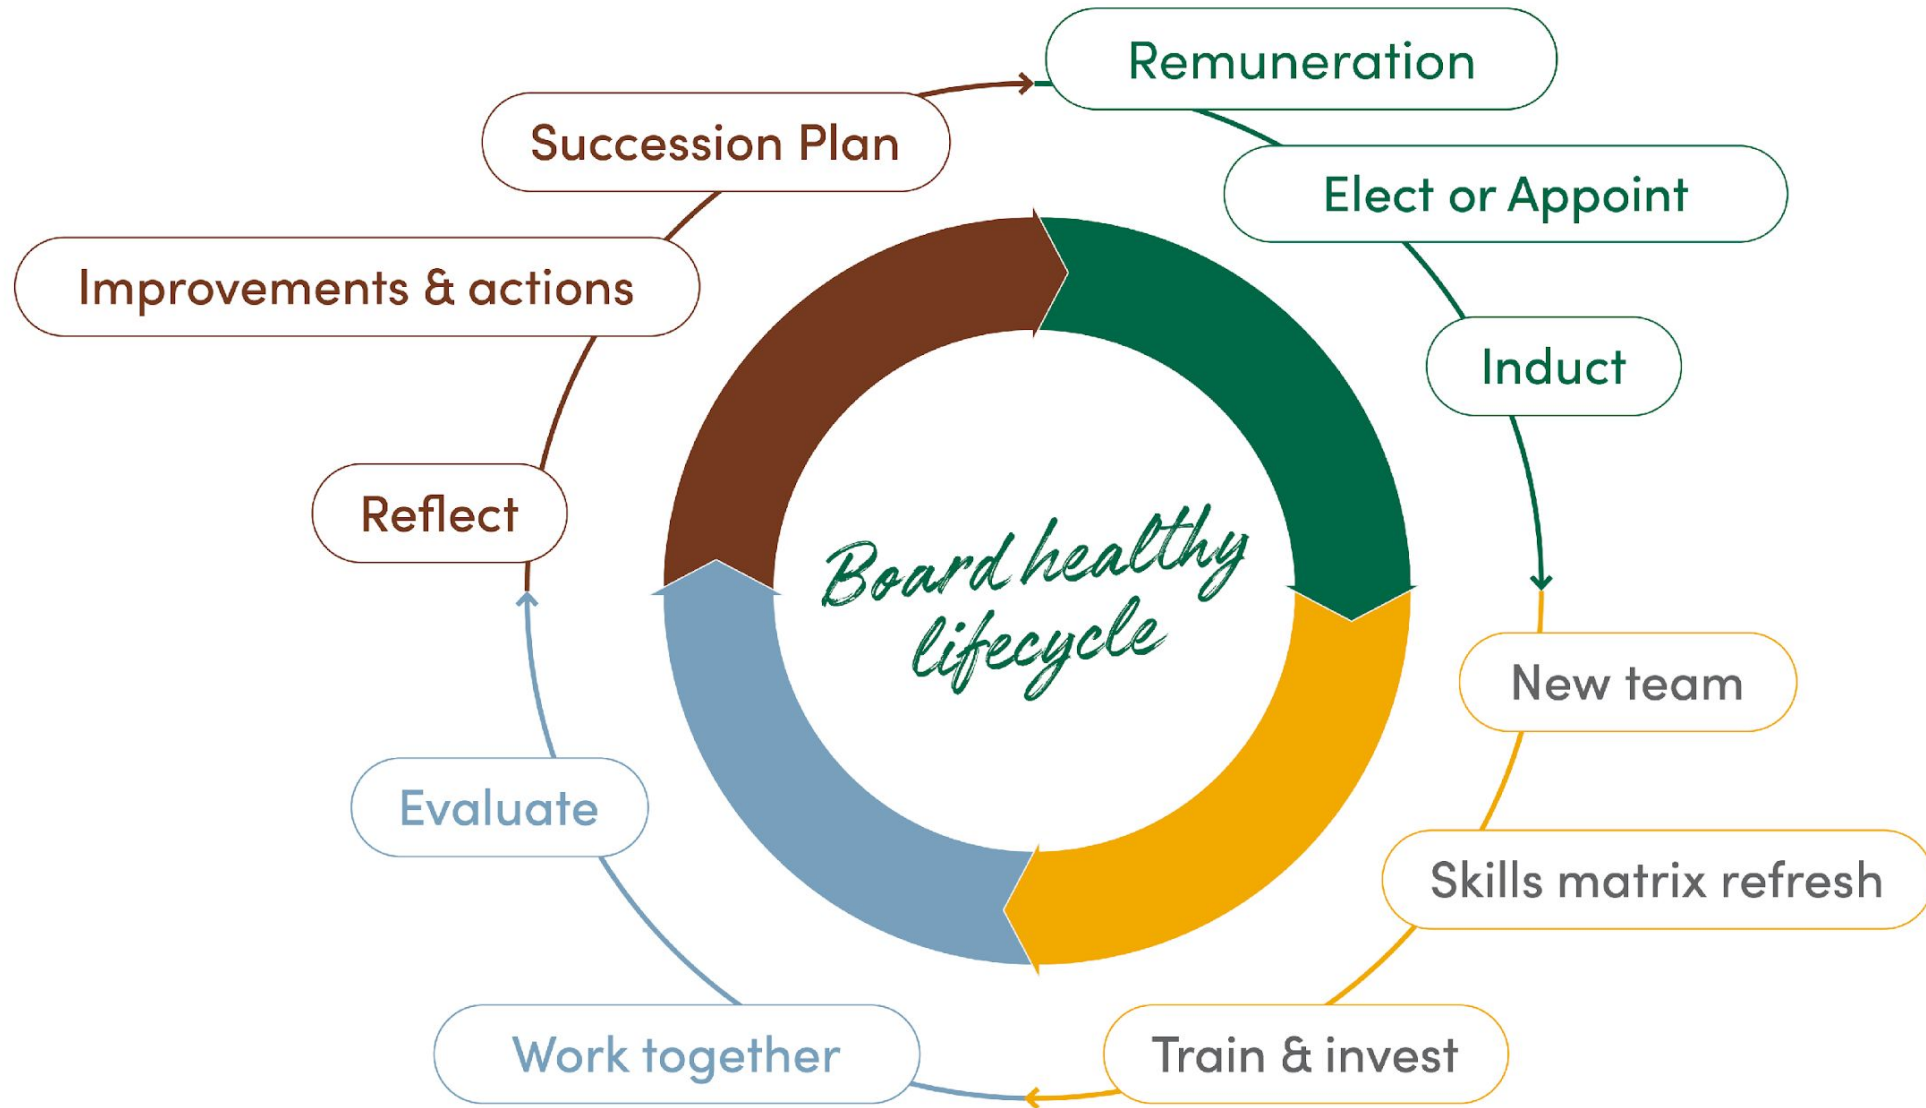 Remuneration
Elect or Appoint
Induct
New team
Skills matrix refresh
Train & invest
Work together
Evaluate
Reflect
Improvements & actions
Succession Plan
Board healthy
lifecycle